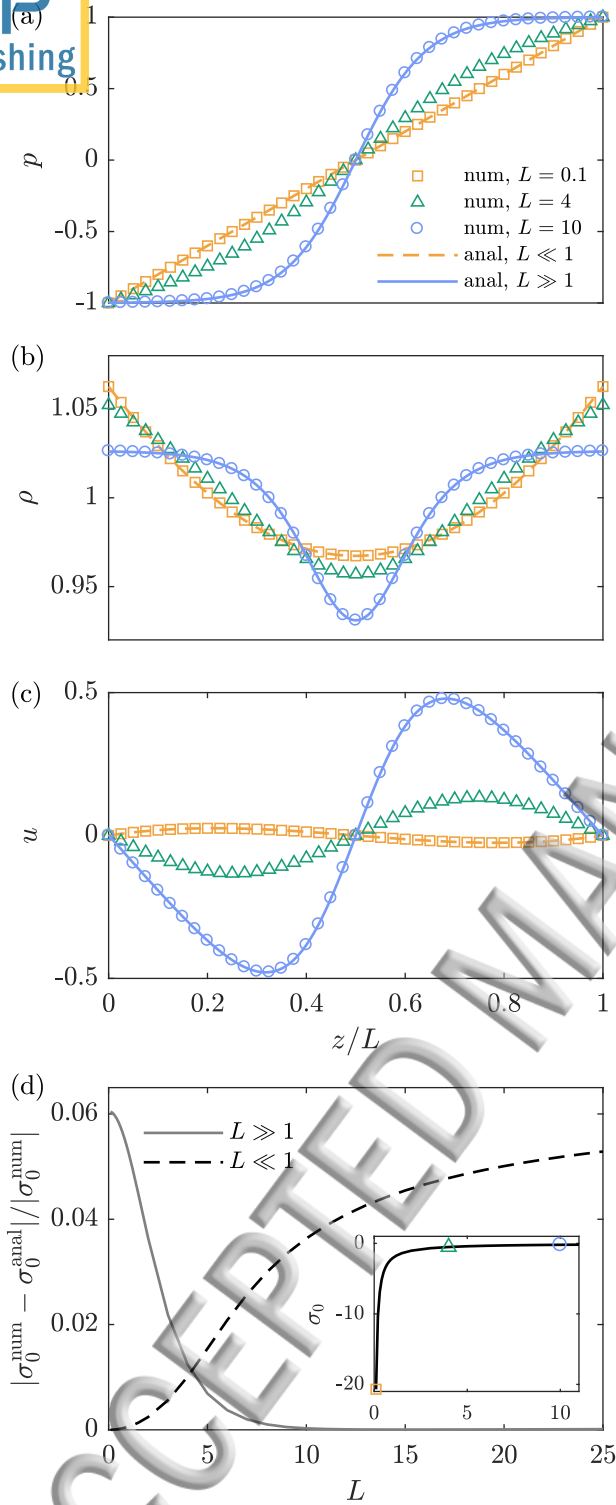 (a)
P
shing
1
0.5
0
-0.5
-1
p
num, L = 0.1
num, L = 4
num, L = 10
anal, L ≪ 1
anal, L ≫ 1
(b)
1.05
1
0.95
ρ
(c)
0.5
0
-0.5
u
0 0.2 0.4 0.6 0.8 1
z/L
(d)
0.06
0.04
0.02
0
|σ₀ⁿᵘᵐ − σ₀ᵃⁿᵃˡ|/|σ₀ⁿᵘᵐ|
L ≫ 1
L ≪ 1
0
-10
-20
σ₀
0 5 10
0 5 10 15 20 25
L
ACCEPTED MA